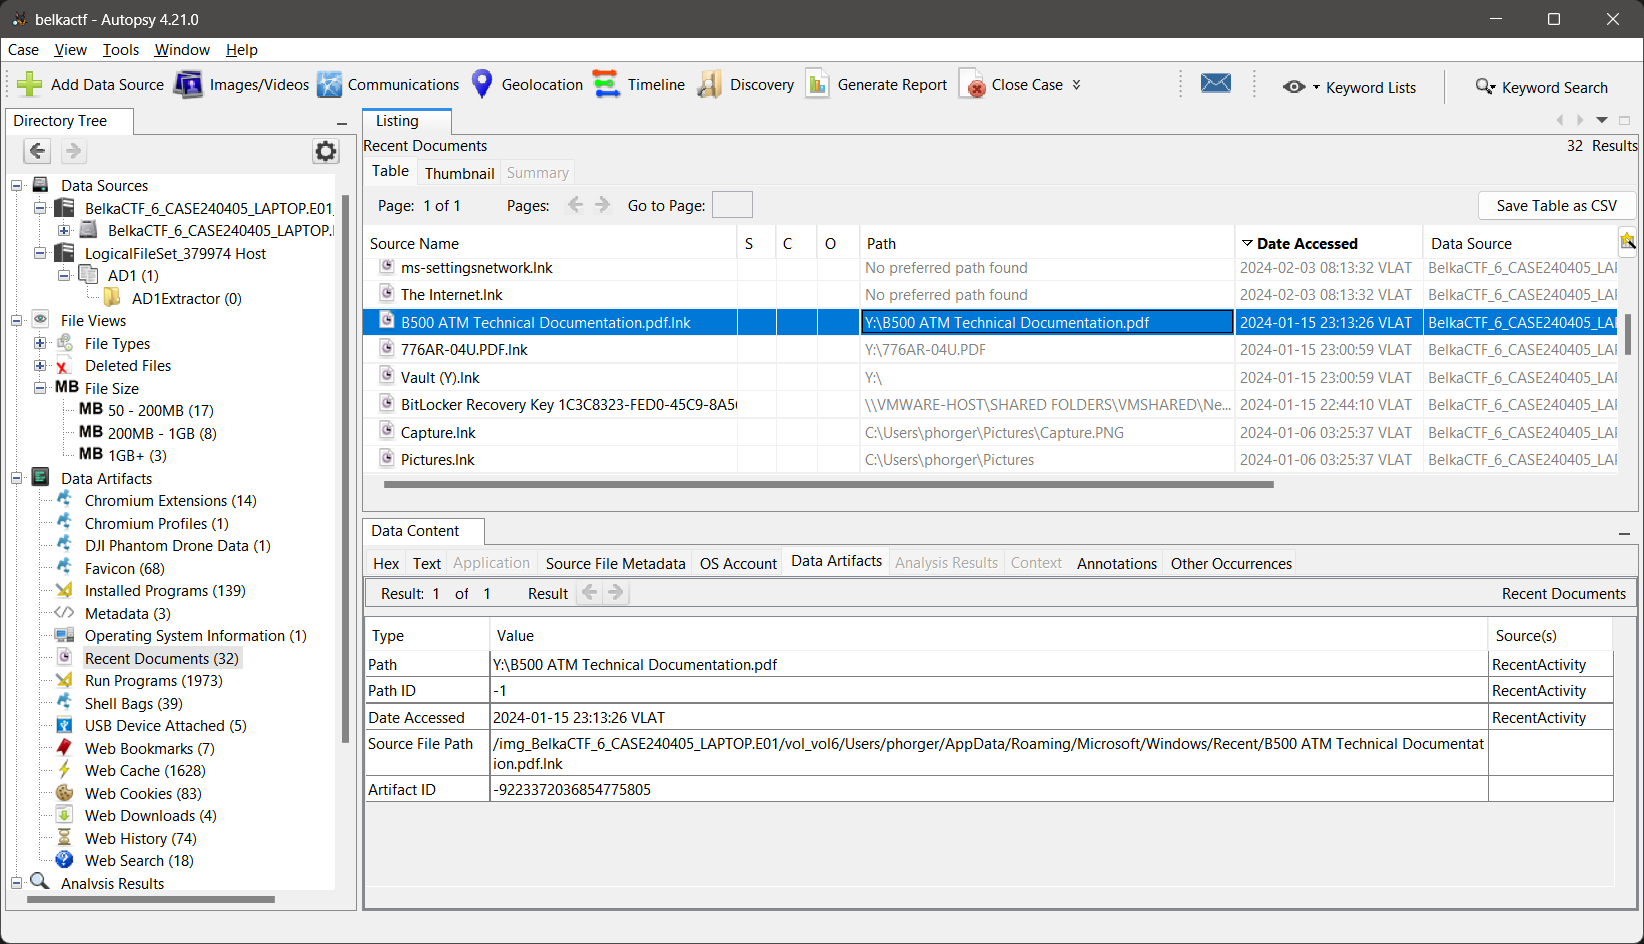 belkactf - Autopsy 4.21.0
Case View Tools Window Help
Add Data Source Images/Videos Communications Geolocation Timeline Discovery Generate Report Close Case Keyword Lists Keyword Search
Directory Tree
Data Sources
BelkaCTF_6_CASE240405_LAPTOP.E01_
BelkaCTF_6_CASE240405_LAPTOP.
LogicalFileSet_379974 Host
AD1 (1)
AD1Extractor (0)
File Views
File Types
Deleted Files
MB File Size
MB 50 - 200MB (17)
MB 200MB - 1GB (8)
MB 1GB+ (3)
Data Artifacts
Chromium Extensions (14)
Chromium Profiles (1)
DJI Phantom Drone Data (1)
Favicon (68)
Installed Programs (139)
Metadata (3)
Operating System Information (1)
Recent Documents (32)
Run Programs (1973)
Shell Bags (39)
USB Device Attached (5)
Web Bookmarks (7)
Web Cache (1628)
Web Cookies (83)
Web Downloads (4)
Web History (74)
Web Search (18)
Analysis Results
Listing
Recent Documents 32 Results
Table Thumbnail Summary
Page: 1 of 1 Pages: Go to Page: Save Table as CSV
Source Name S C O Path Date Accessed Data Source
ms-settingsnetwork.lnk No preferred path found 2024-02-03 08:13:32 VLAT BelkaCTF_6_CASE240405_LAP
The Internet.lnk No preferred path found 2024-02-03 08:13:32 VLAT BelkaCTF_6_CASE240405_LAP
B500 ATM Technical Documentation.pdf.lnk Y:\B500 ATM Technical Documentation.pdf 2024-01-15 23:13:26 VLAT BelkaCTF_6_CASE240405_LAP
776AR-04U.PDF.lnk Y:\776AR-04U.PDF 2024-01-15 23:00:59 VLAT BelkaCTF_6_CASE240405_LAP
Vault (Y).lnk Y:\ 2024-01-15 23:00:59 VLAT BelkaCTF_6_CASE240405_LAP
BitLocker Recovery Key 1C3C8323-FED0-45C9-8A56 \\VMWARE-HOST\SHARED FOLDERS\VMSHARED\Ne... 2024-01-15 22:44:10 VLAT BelkaCTF_6_CASE240405_LAP
Capture.lnk C:\Users\phorger\Pictures\Capture.PNG 2024-01-06 03:25:37 VLAT BelkaCTF_6_CASE240405_LAP
Pictures.lnk C:\Users\phorger\Pictures 2024-01-06 03:25:37 VLAT BelkaCTF_6_CASE240405_LAP
Data Content
Hex Text Application Source File Metadata OS Account Data Artifacts Analysis Results Context Annotations Other Occurrences
Result: 1 of 1 Result Recent Documents
Type Value Source(s)
Path Y:\B500 ATM Technical Documentation.pdf RecentActivity
Path ID -1 RecentActivity
Date Accessed 2024-01-15 23:13:26 VLAT RecentActivity
Source File Path /img_BelkaCTF_6_CASE240405_LAPTOP.E01/vol_vol6/Users/phorger/AppData/Roaming/Microsoft/Windows/Recent/B500 ATM Technical Documentat
ion.pdf.lnk
Artifact ID -9223372036854775805